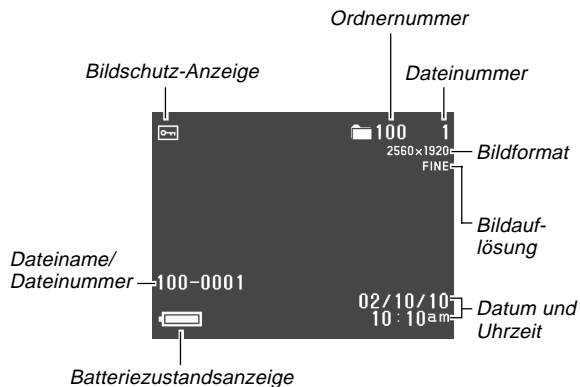 Ordnernummer
Bildschutz-Anzeige
Dateinummer
100 1
2560×1920
Bildformat
FINE
Bildauf-
lösung
Dateiname/
Dateinummer
100-0001
02/10/10
10:10am
Datum und
Uhrzeit
Batteriezustandsanzeige